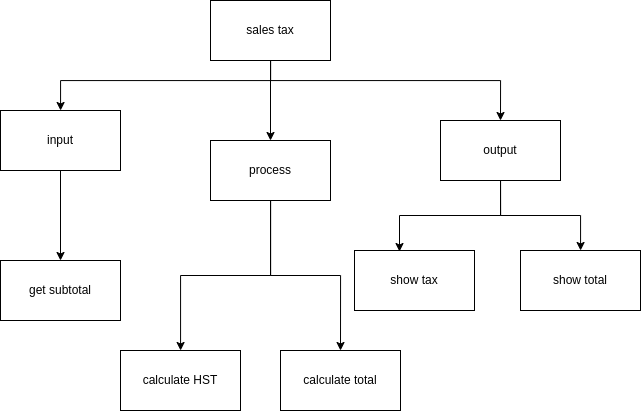 sales tax
input
process
output
get subtotal
show tax
show total
calculate HST
calculate total